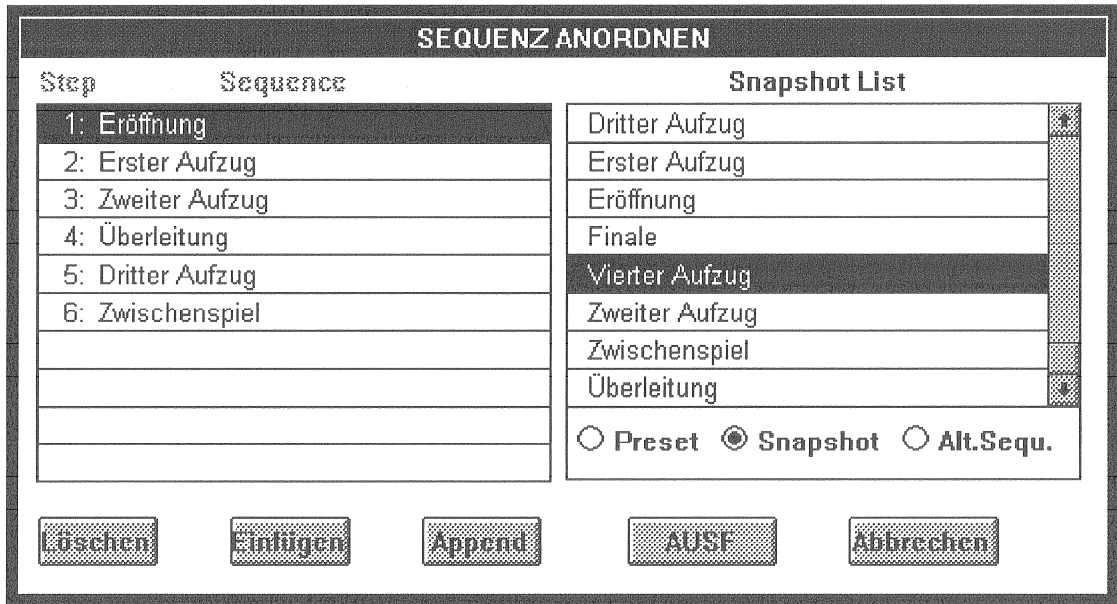 SEQUENZ ANORDNEN
Step Sequence
1: Eröffnung
2: Erster Aufzug
3: Zweiter Aufzug
4: Überleitung
5: Dritter Aufzug
6: Zwischenspiel
Snapshot List
Dritter Aufzug
Erster Aufzug
Eröffnung
Finale
Vierter Aufzug
Zweiter Aufzug
Zwischenspiel
Überleitung
Preset Snapshot Alt.Sequ.
Löschen Einfügen Append AUSF Abbrechen